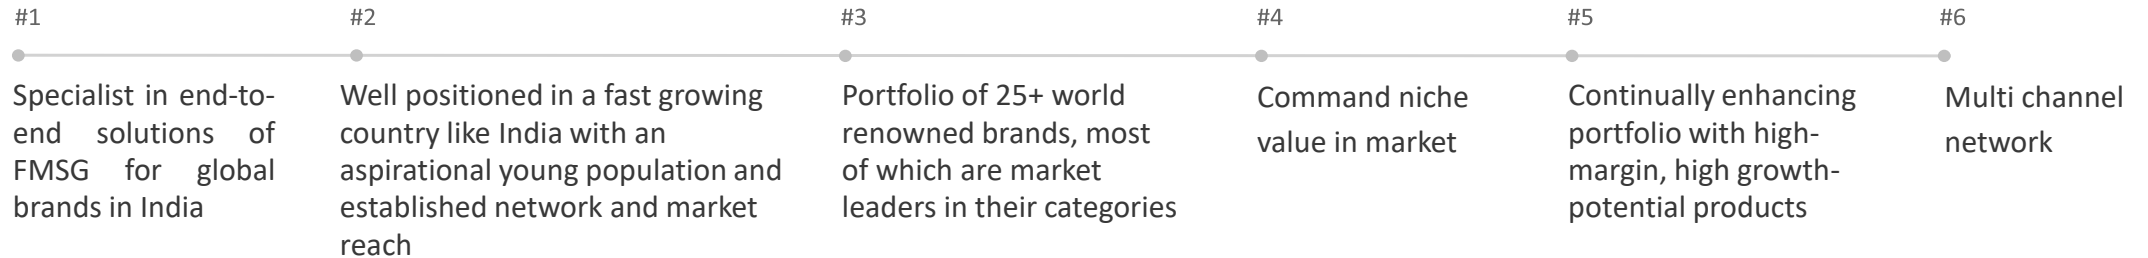 #1
Specialist in end-to-
end solutions of
FMSG for global
brands in India
#2
Well positioned in a fast growing
country like India with an
aspirational young population and
established network and market
reach
#3
Portfolio of 25+ world
renowned brands, most
of which are market
leaders in their categories
#4
Command niche
value in market
#5
Continually enhancing
portfolio with high-
margin, high growth-
potential products
#6
Multi channel
network